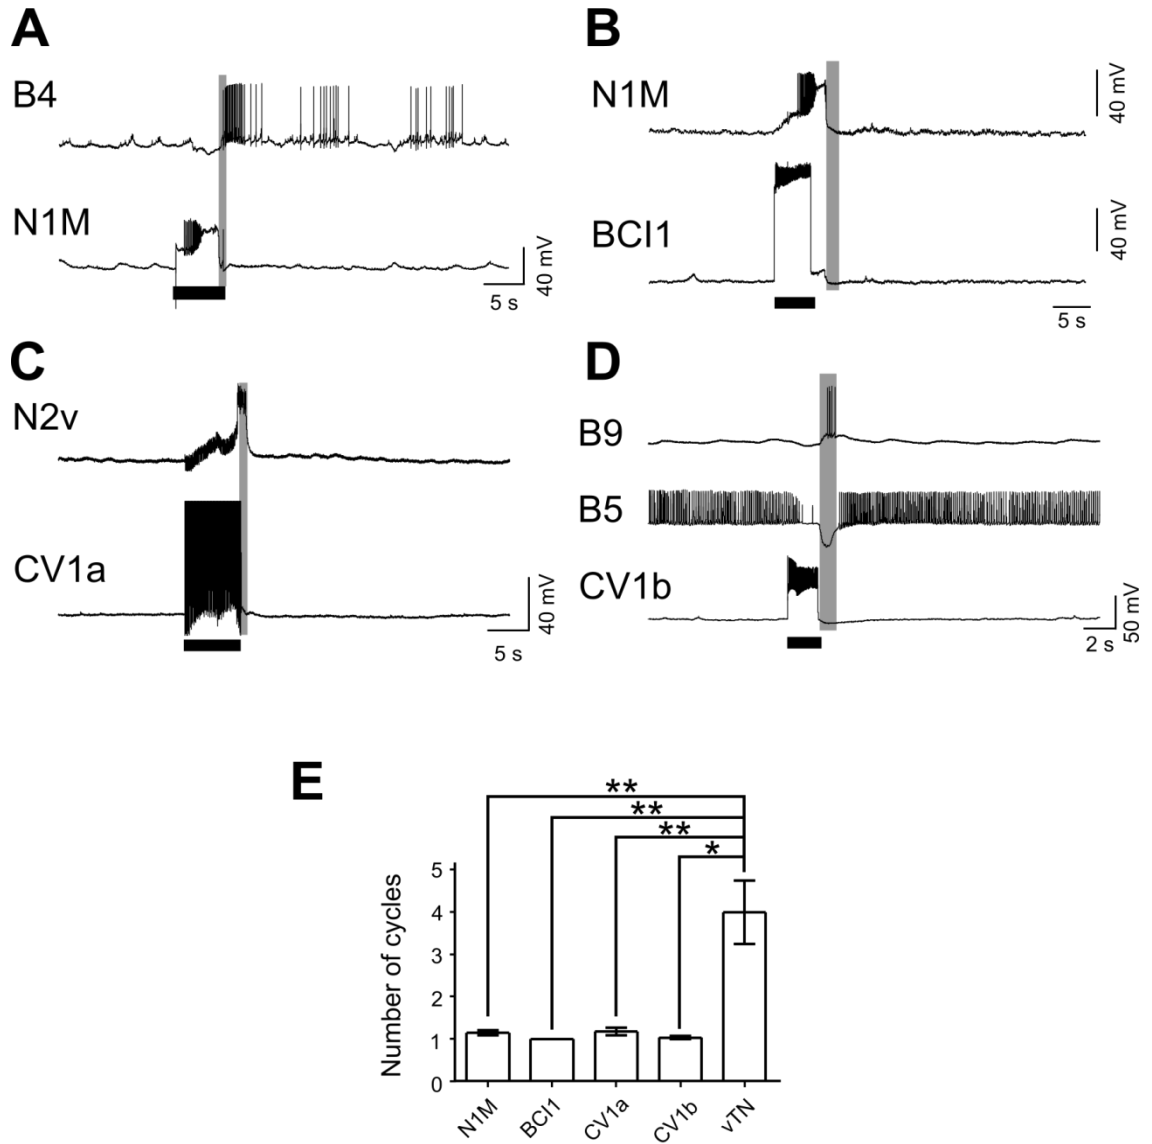 A
B4
N1M
40 mV
5 s
B
N1M
40 mV
BCI1
40 mV
5 s
C
N2v
CV1a
40 mV
5 s
D
B9
B5
CV1b
50 mV
2 s
E
**
**
**
*
Number of cycles
5
4
3
2
1
0
N1M
BCI1
CV1a
CV1b
vTN